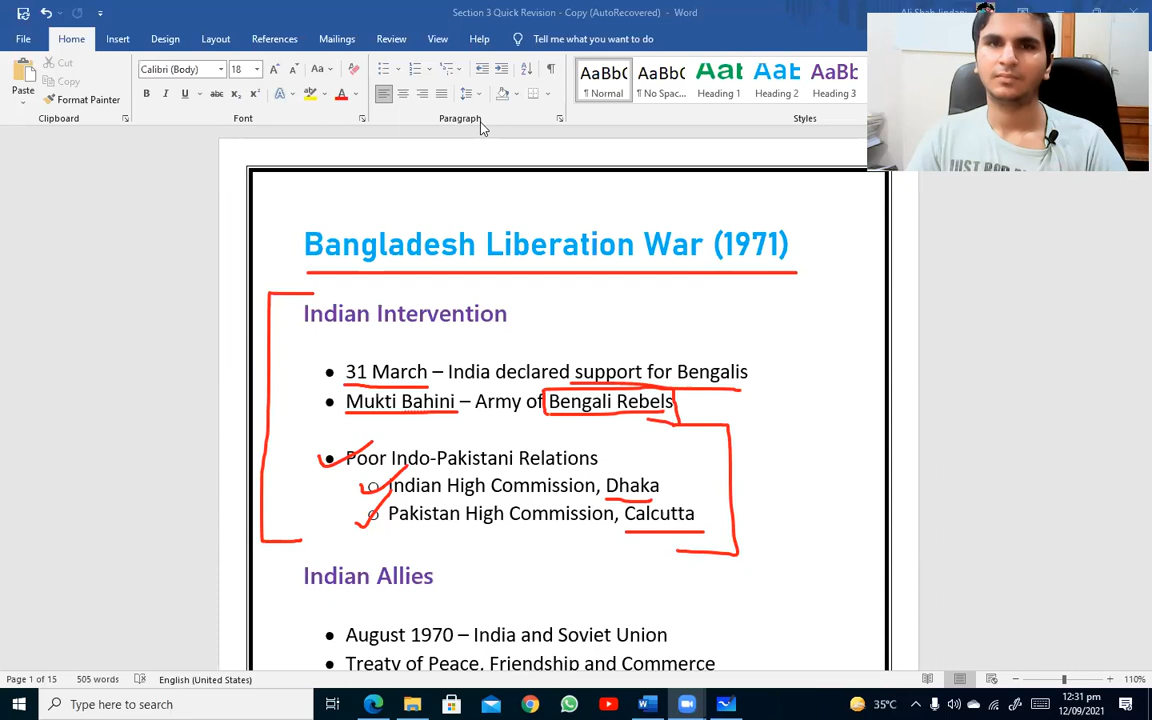 Section 3 Quick Revision - Copy (AutoRecovered) - Word
Ali Shah Jindani
File Home Insert Design Layout References Mailings Review View Help Tell me what you want to do
Paste
Cut
Copy
Format Painter
Clipboard
Calibri (Body) 18
Font
Paragraph
AaBbC
¶ Normal
AaBbC
¶ No Spac...
AaBb
Heading 1
AaBb
Heading 2
AaBb
Heading 3
Styles
JUST
Bangladesh Liberation War (1971)
Indian Intervention
• 31 March – India declared support for Bengalis
• Mukti Bahini – Army of Bengali Rebels
• Poor Indo-Pakistani Relations
o Indian High Commission, Dhaka
o Pakistan High Commission, Calcutta
Indian Allies
• August 1970 – India and Soviet Union
• Treaty of Peace, Friendship and Commerce
Page 1 of 15 505 words English (United States) 110%
Type here to search
35°C
12:31 pm
12/09/2021